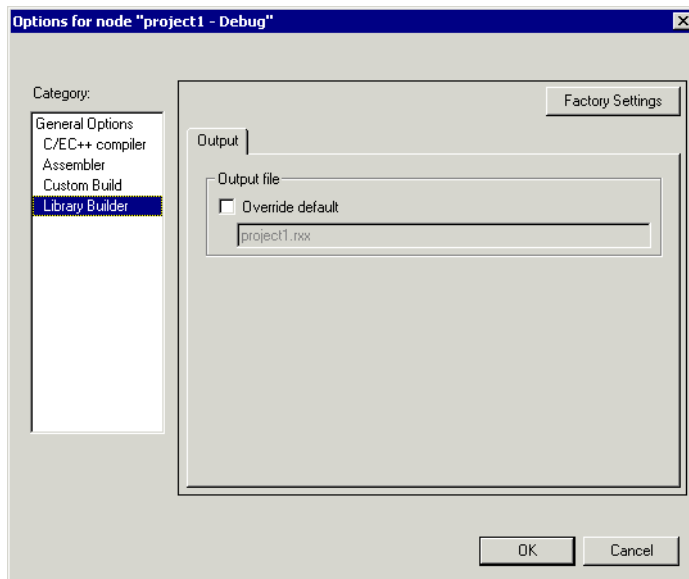 Options for node "project1 - Debug"
Category:
Factory Settings
General Options
C/EC++ compiler
Assembler
Custom Build
Library Builder
Output
Output file
Override default
project1.rxx
OK
Cancel